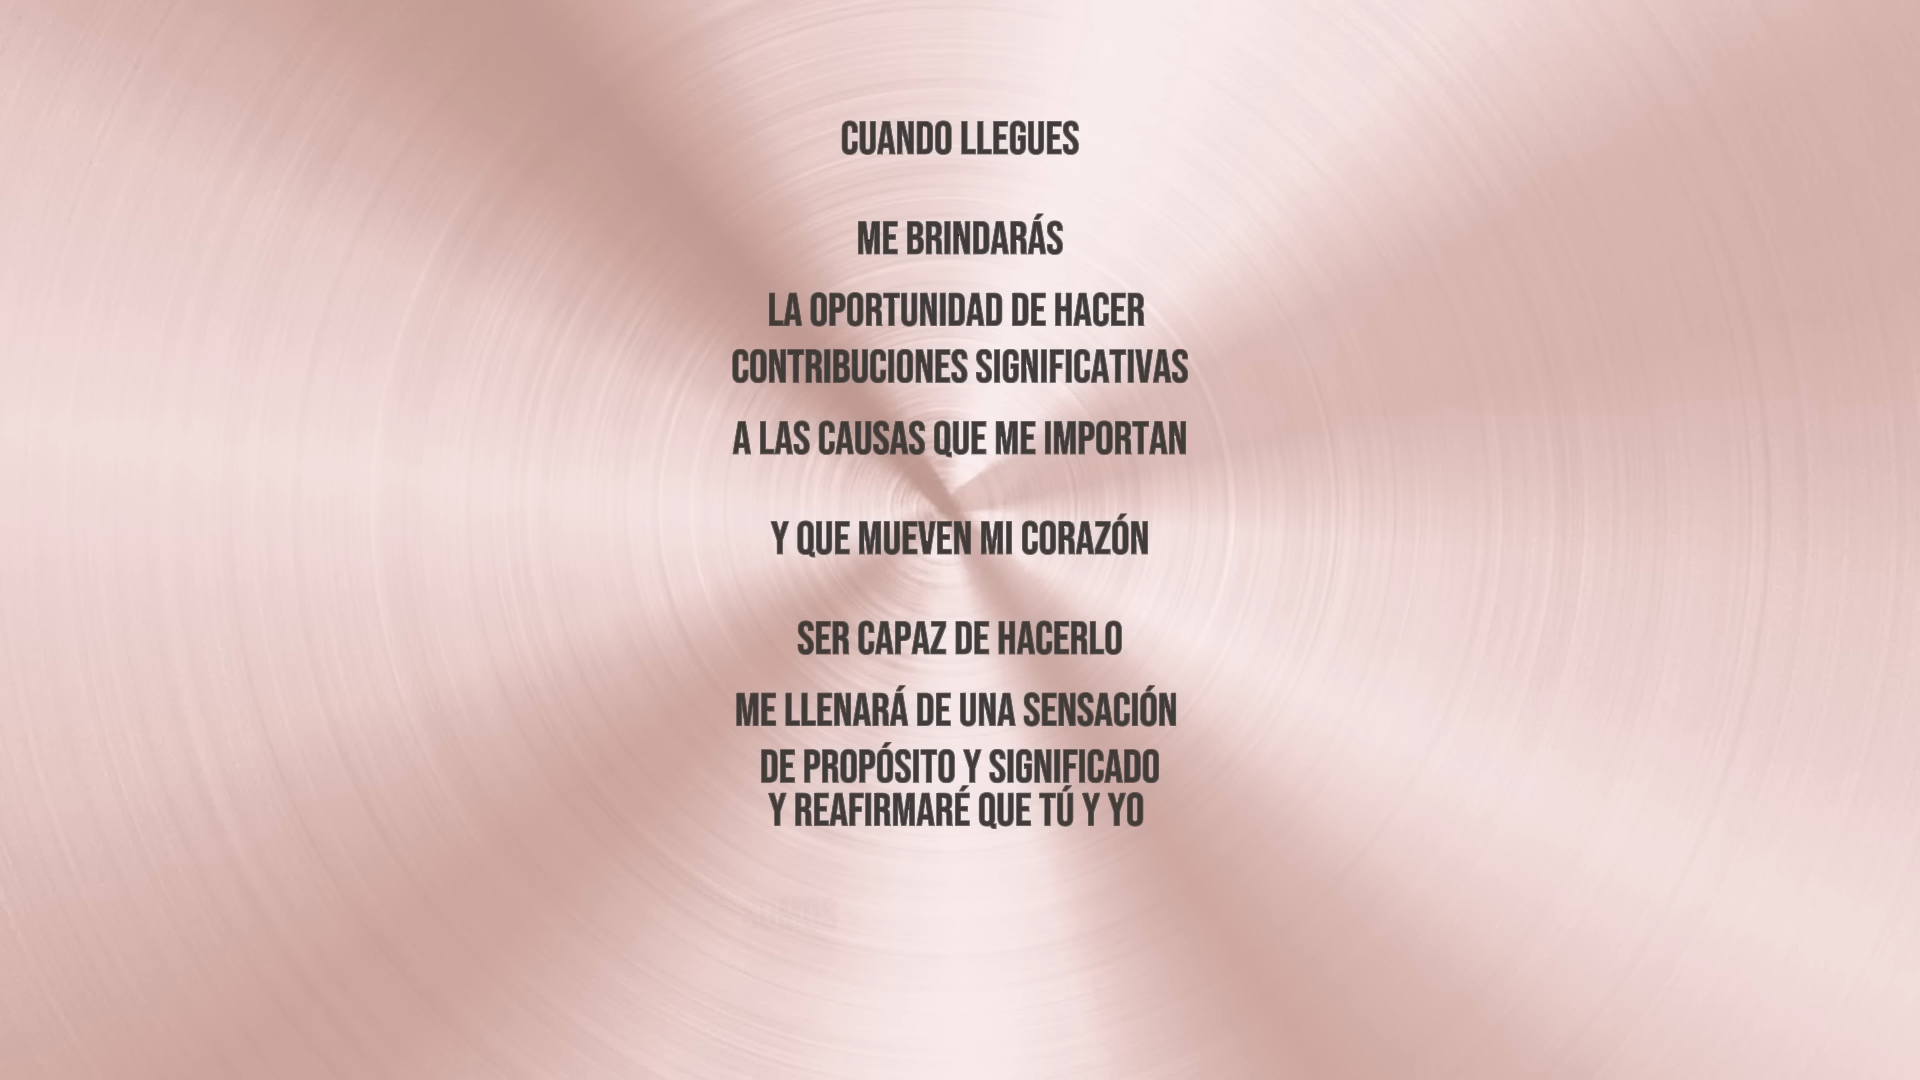 CUANDO LLEGUES
ME BRINDARÁS
LA OPORTUNIDAD DE HACER
CONTRIBUCIONES SIGNIFICATIVAS
A LAS CAUSAS QUE ME IMPORTAN
Y QUE MUEVEN MI CORAZÓN
SER CAPAZ DE HACERLO
ME LLENARÁ DE UNA SENSACIÓN
DE PROPÓSITO Y SIGNIFICADO
Y REAFIRMARÉ QUE TÚ Y YO